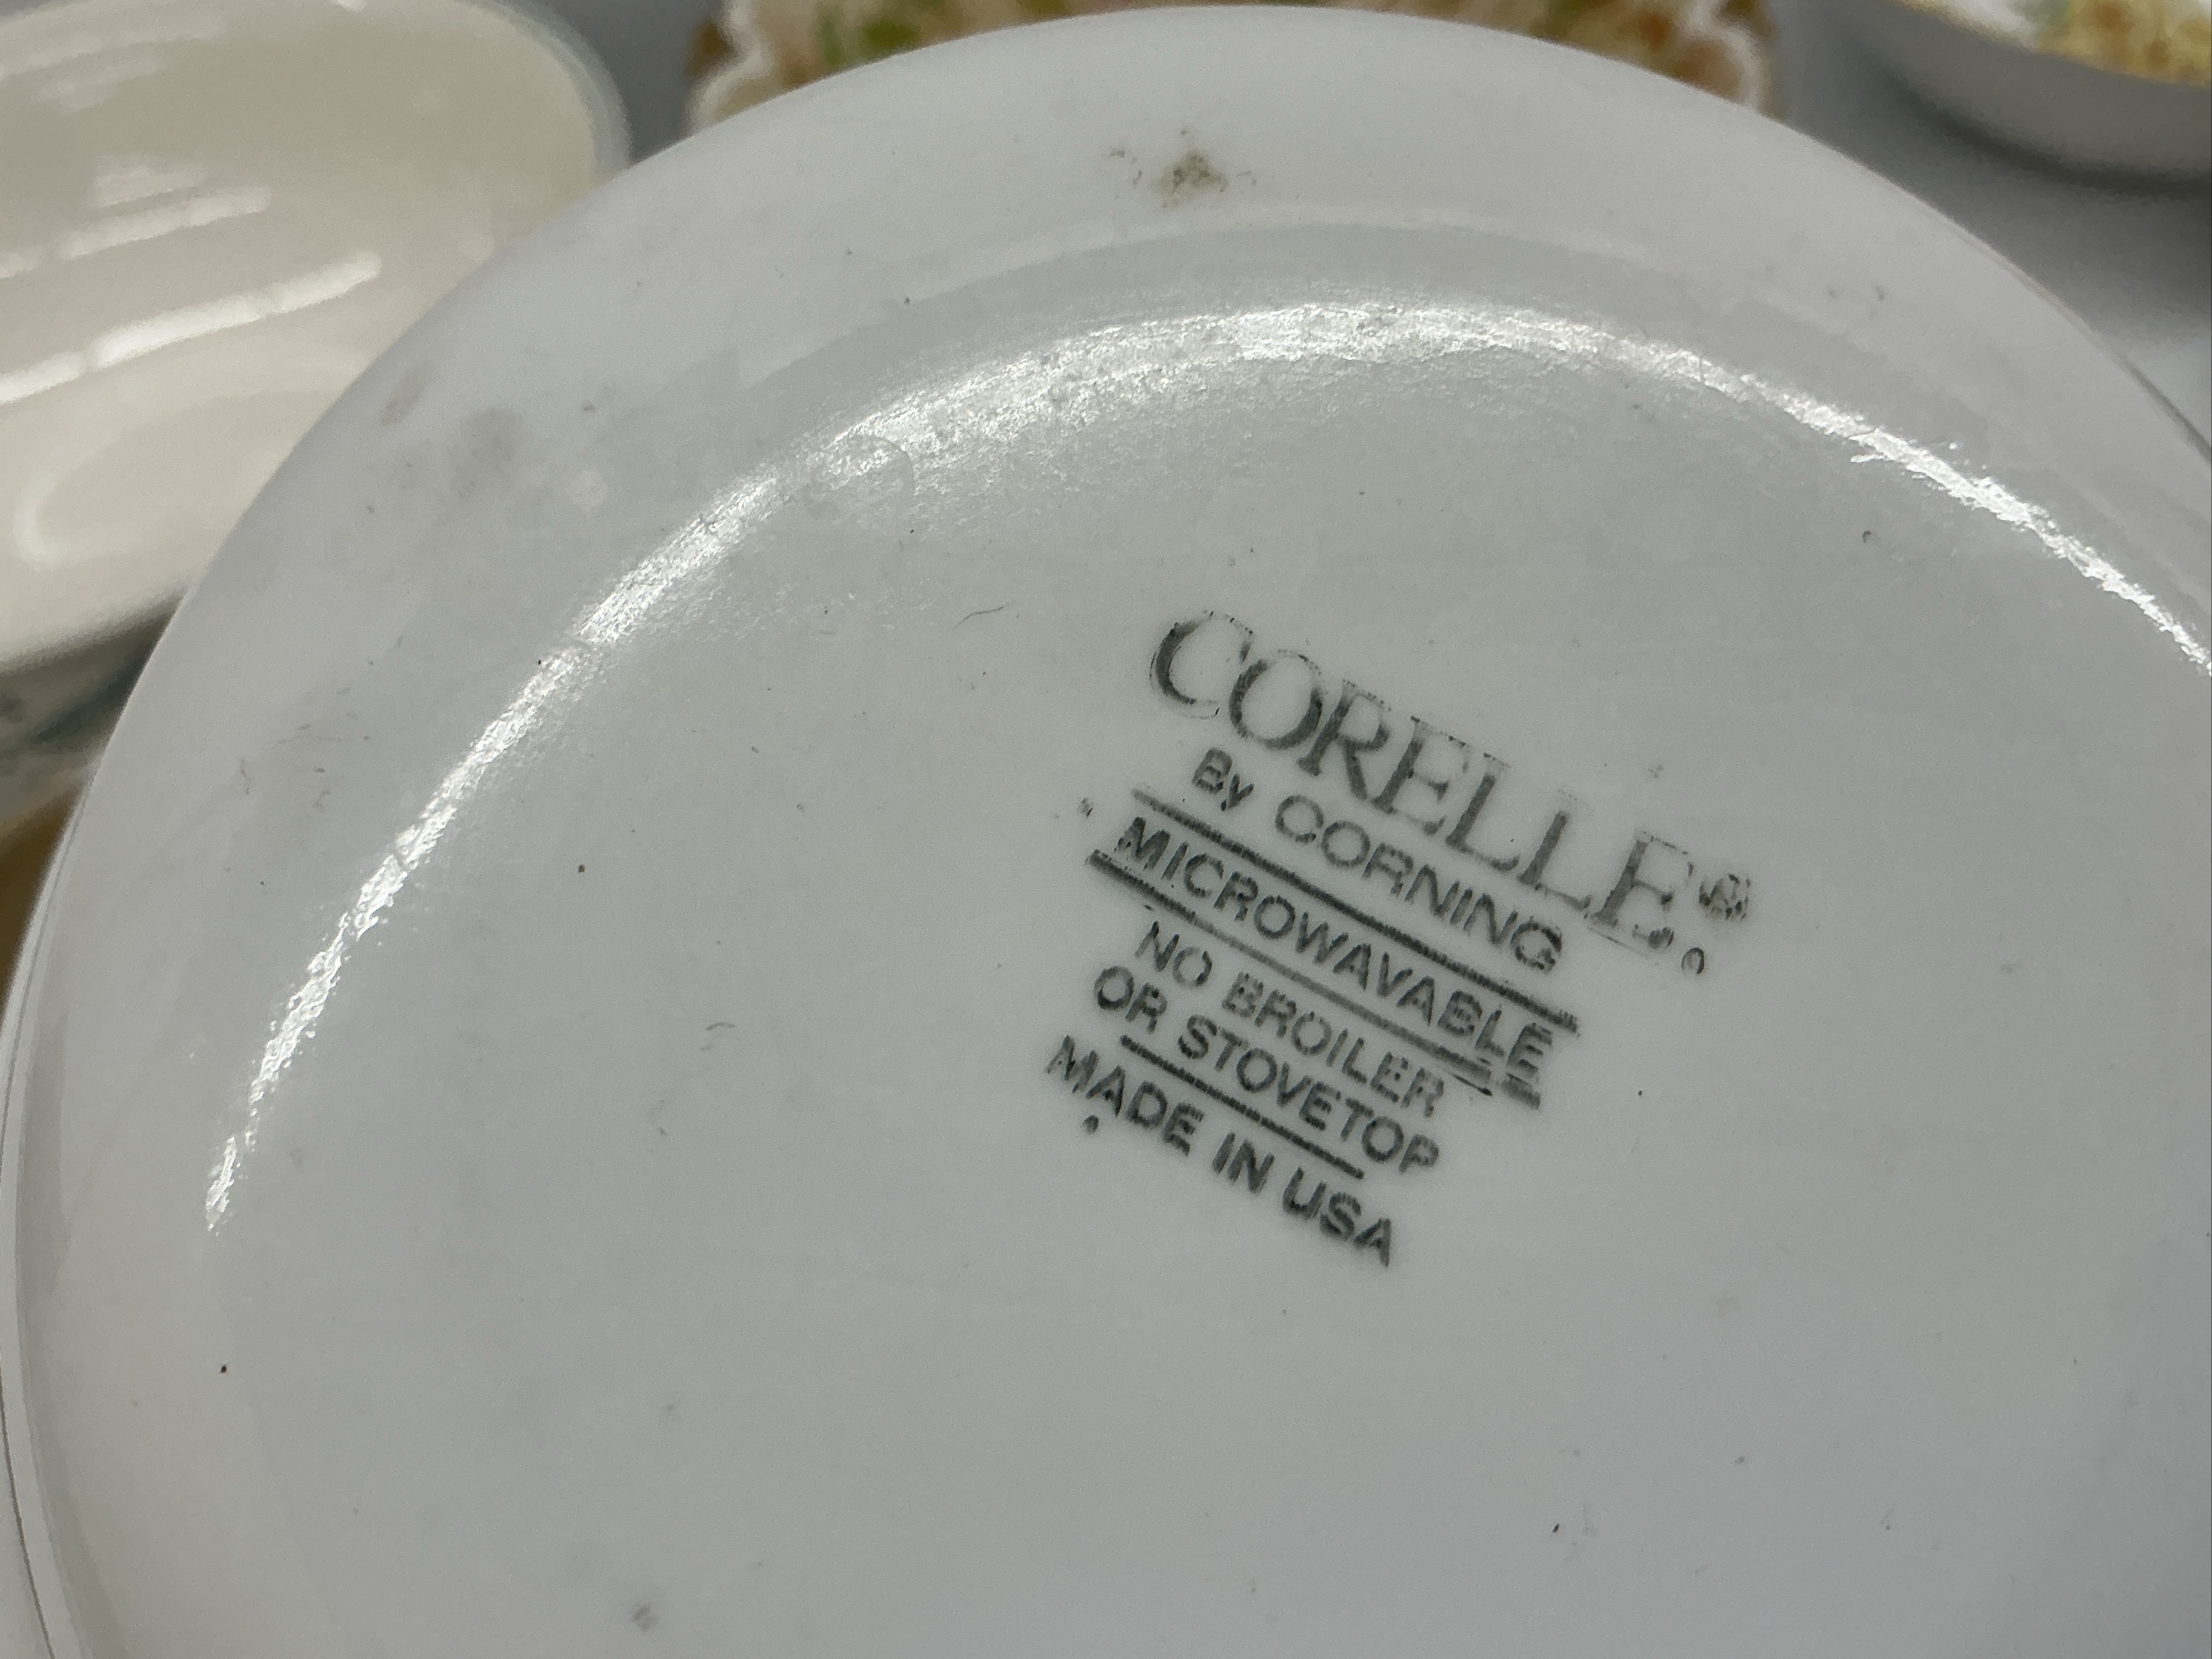 CORELLE®
By CORNING
MICROWAVABLE
NO BROILER
OR STOVETOP
MADE IN USA